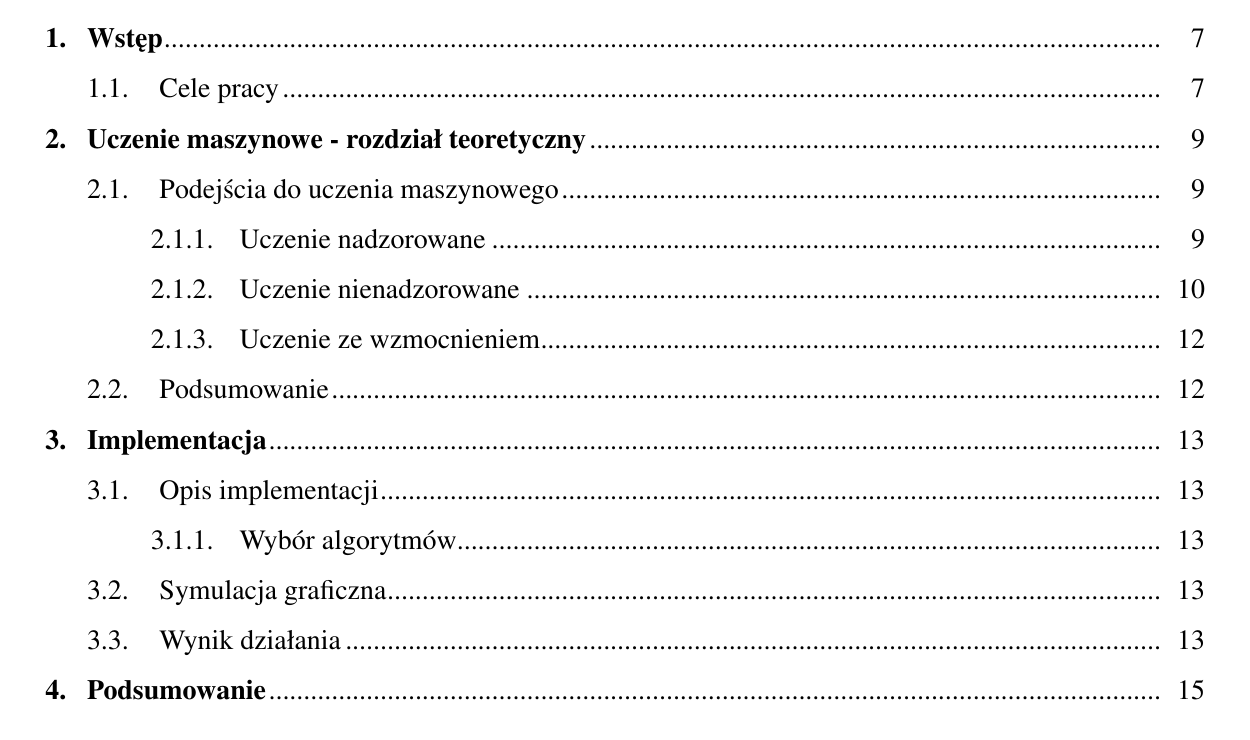 1. Wstęp 7
1.1. Cele pracy 7
2. Uczenie maszynowe - rozdział teoretyczny 9
2.1. Podejścia do uczenia maszynowego 9
2.1.1. Uczenie nadzorowane 9
2.1.2. Uczenie nienadzorowane 10
2.1.3. Uczenie ze wzmocnieniem 12
2.2. Podsumowanie 12
3. Implementacja 13
3.1. Opis implementacji 13
3.1.1. Wybór algorytmów 13
3.2. Symulacja graficzna 13
3.3. Wynik działania 13
4. Podsumowanie 15